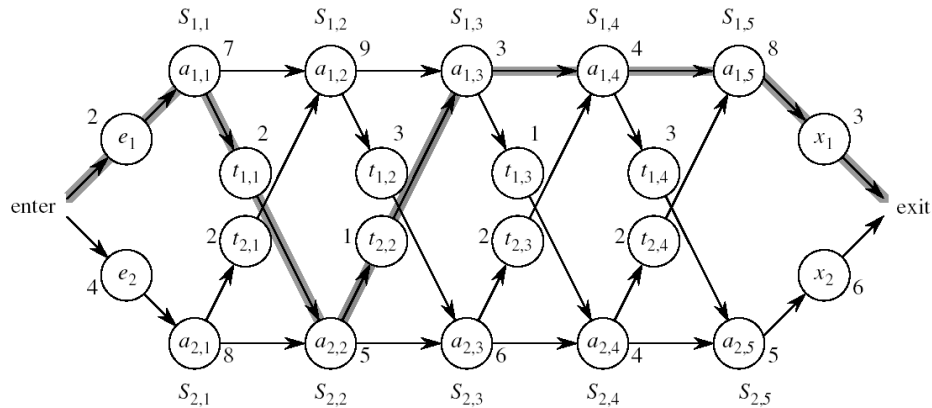 S1,1 S1,2 S1,3 S1,4 S1,5
7 9 3 4 8
a1,1 a1,2 a1,3 a1,4 a1,5
2 2 3 1 3 3
e1 x1
t1,1 t1,2 t1,3 t1,4
enter exit
2 1 2 2
t2,1 t2,2 t2,3 t2,4
e2 x2
4 6
a2,1 a2,2 a2,3 a2,4 a2,5
8 5 6 4 5
S2,1 S2,2 S2,3 S2,4 S2,5